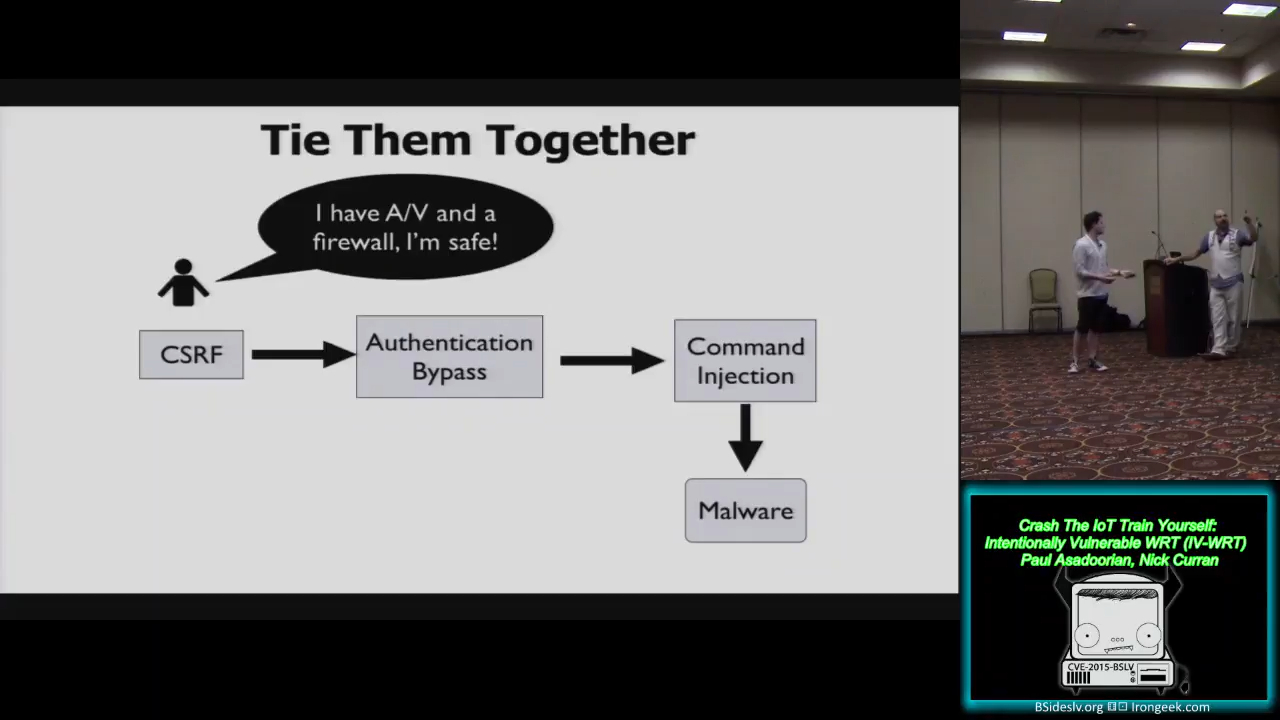 Tie Them Together
I have A/V and a
firewall, I'm safe!
CSRF
Authentication
Bypass
Command
Injection
Malware
Crash The IoT Train Yourself:
Intentionally Vulnerable WRT (IV-WRT)
Paul Asadoorian, Nick Curran
CVE-2015-BSLV
BSideslv.org Irongeek.com